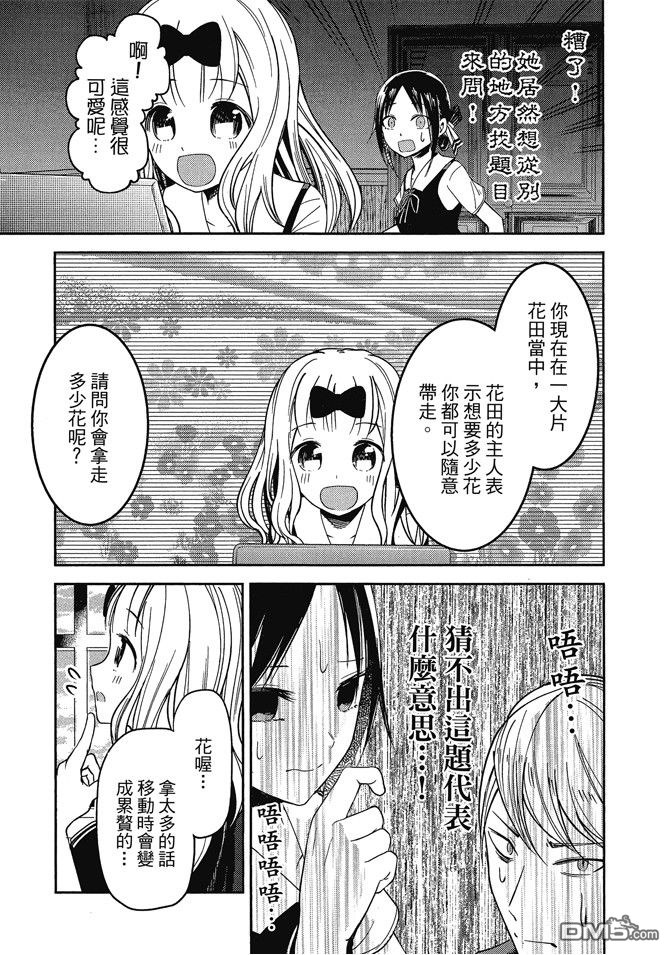 糟了！
她居然想從別
的地方找題目
來問！
啊！
這感覺很
可愛呢…
你現在在一大片
花田當中，
花田的主人表
示想要多少花
你都可以隨意
帶走。
請問你會拿走
多少花呢？
唔唔…
猜不出這題代表
什麼意思…！
唔唔唔唔…
花喔…
拿太多的話
移動時會變
成累贅的…
DM5.com